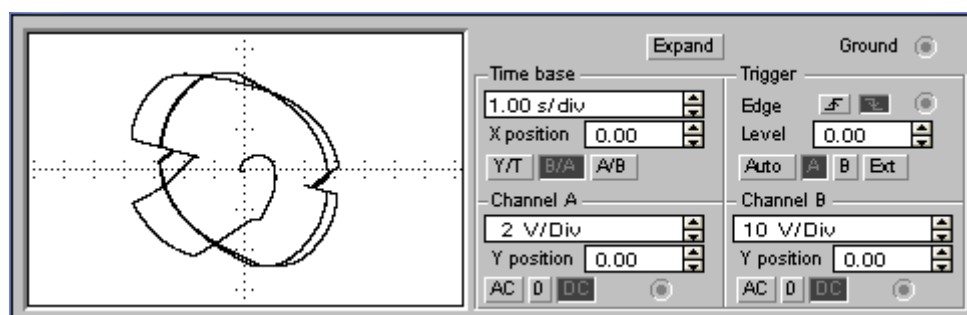 Expand Ground
Time base
1.00 s/div
X position 0.00
Y/T B/A A/B
Trigger
Edge
Level 0.00
Auto A B Ext
Channel A
2 V/Div
Y position 0.00
AC 0 DC
Channel B
10 V/Div
Y position 0.00
AC 0 DC